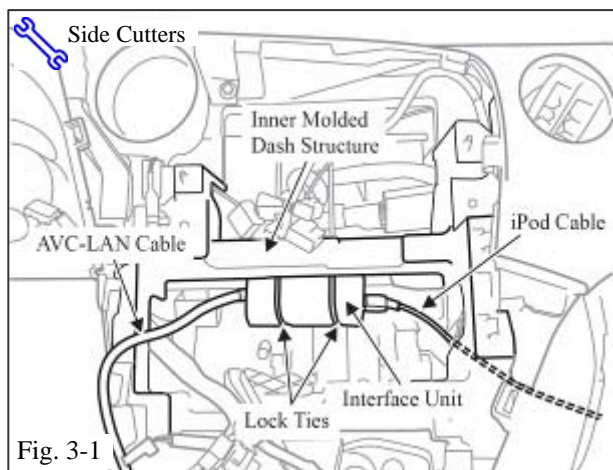 Side Cutters
Inner Molded
Dash Structure
AVC-LAN Cable
iPod Cable
Lock Ties
Interface Unit
Fig. 3-1